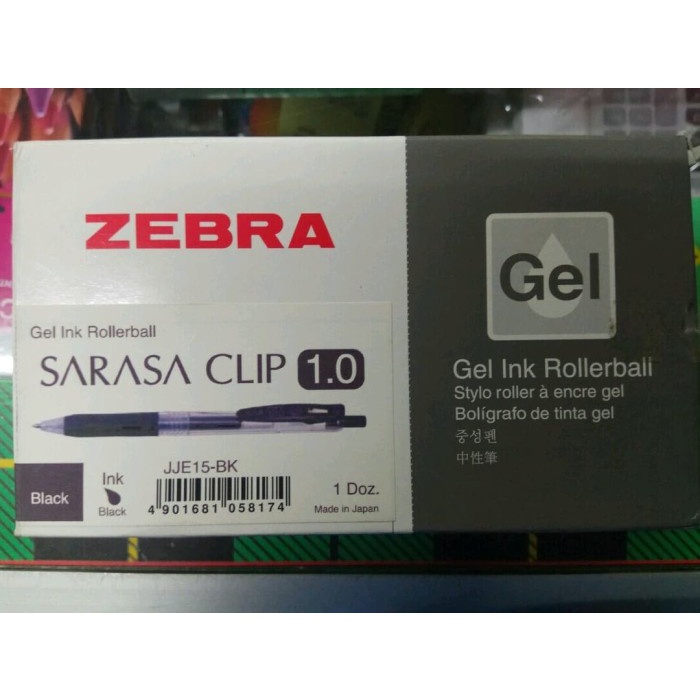 ZEBRA
Gel Ink Rollerball
SARASA CLIP 1.0
JJE15-BK
Black
Ink
Black
4 901681 058174
1 Doz.
Made in Japan
Gel
Gel Ink Rollerball
Stylo roller à encre gel
Bolígrafo de tinta gel
중성펜
中性筆